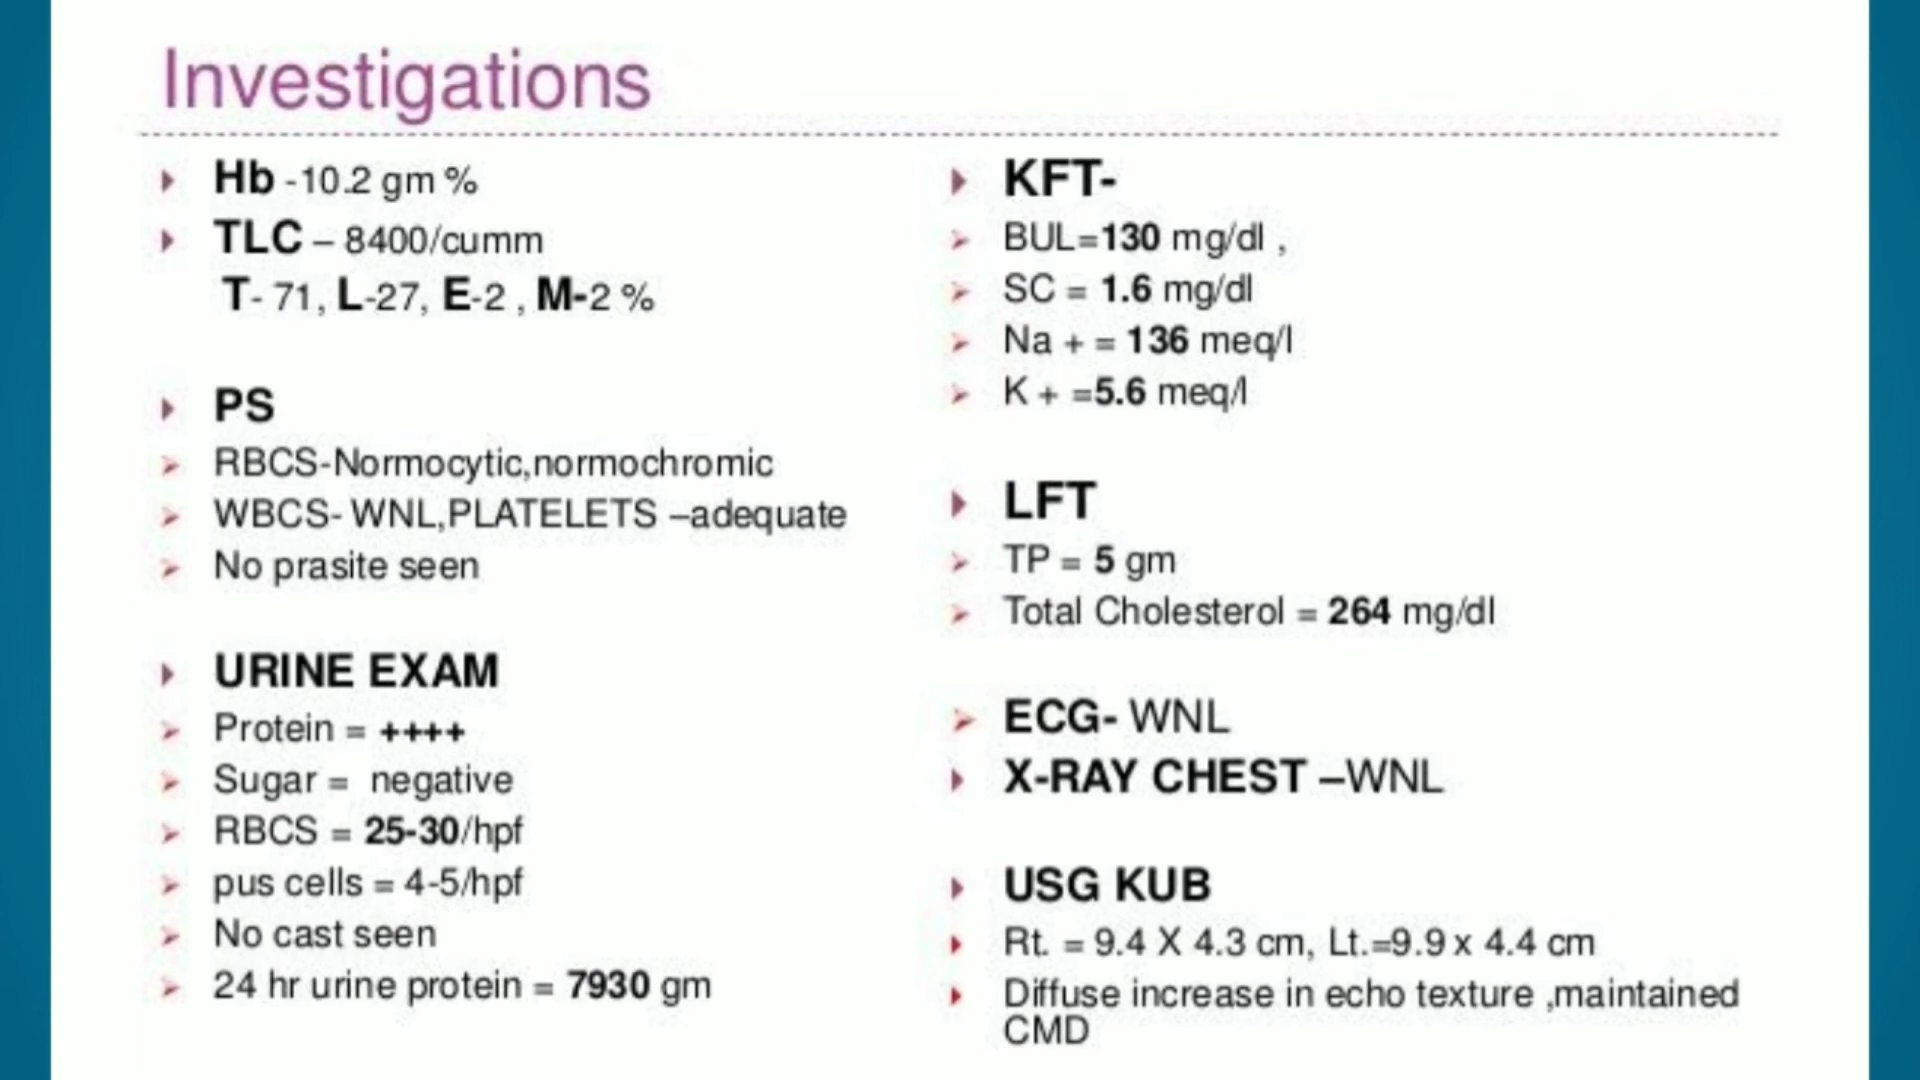 Investigations
Hb -10.2 gm %
TLC – 8400/cumm
T- 71, L-27, E-2 , M-2 %
PS
RBCS-Normocytic,normochromic
WBCS- WNL,PLATELETS –adequate
No prasite seen
URINE EXAM
Protein = ++++
Sugar = negative
RBCS = 25-30/hpf
pus cells = 4-5/hpf
No cast seen
24 hr urine protein = 7930 gm
KFT-
BUL=130 mg/dl ,
SC = 1.6 mg/dl
Na + = 136 meq/l
K + =5.6 meq/l
LFT
TP = 5 gm
Total Cholesterol = 264 mg/dl
ECG- WNL
X-RAY CHEST –WNL
USG KUB
Rt. = 9.4 X 4.3 cm, Lt.=9.9 x 4.4 cm
Diffuse increase in echo texture ,maintained
CMD